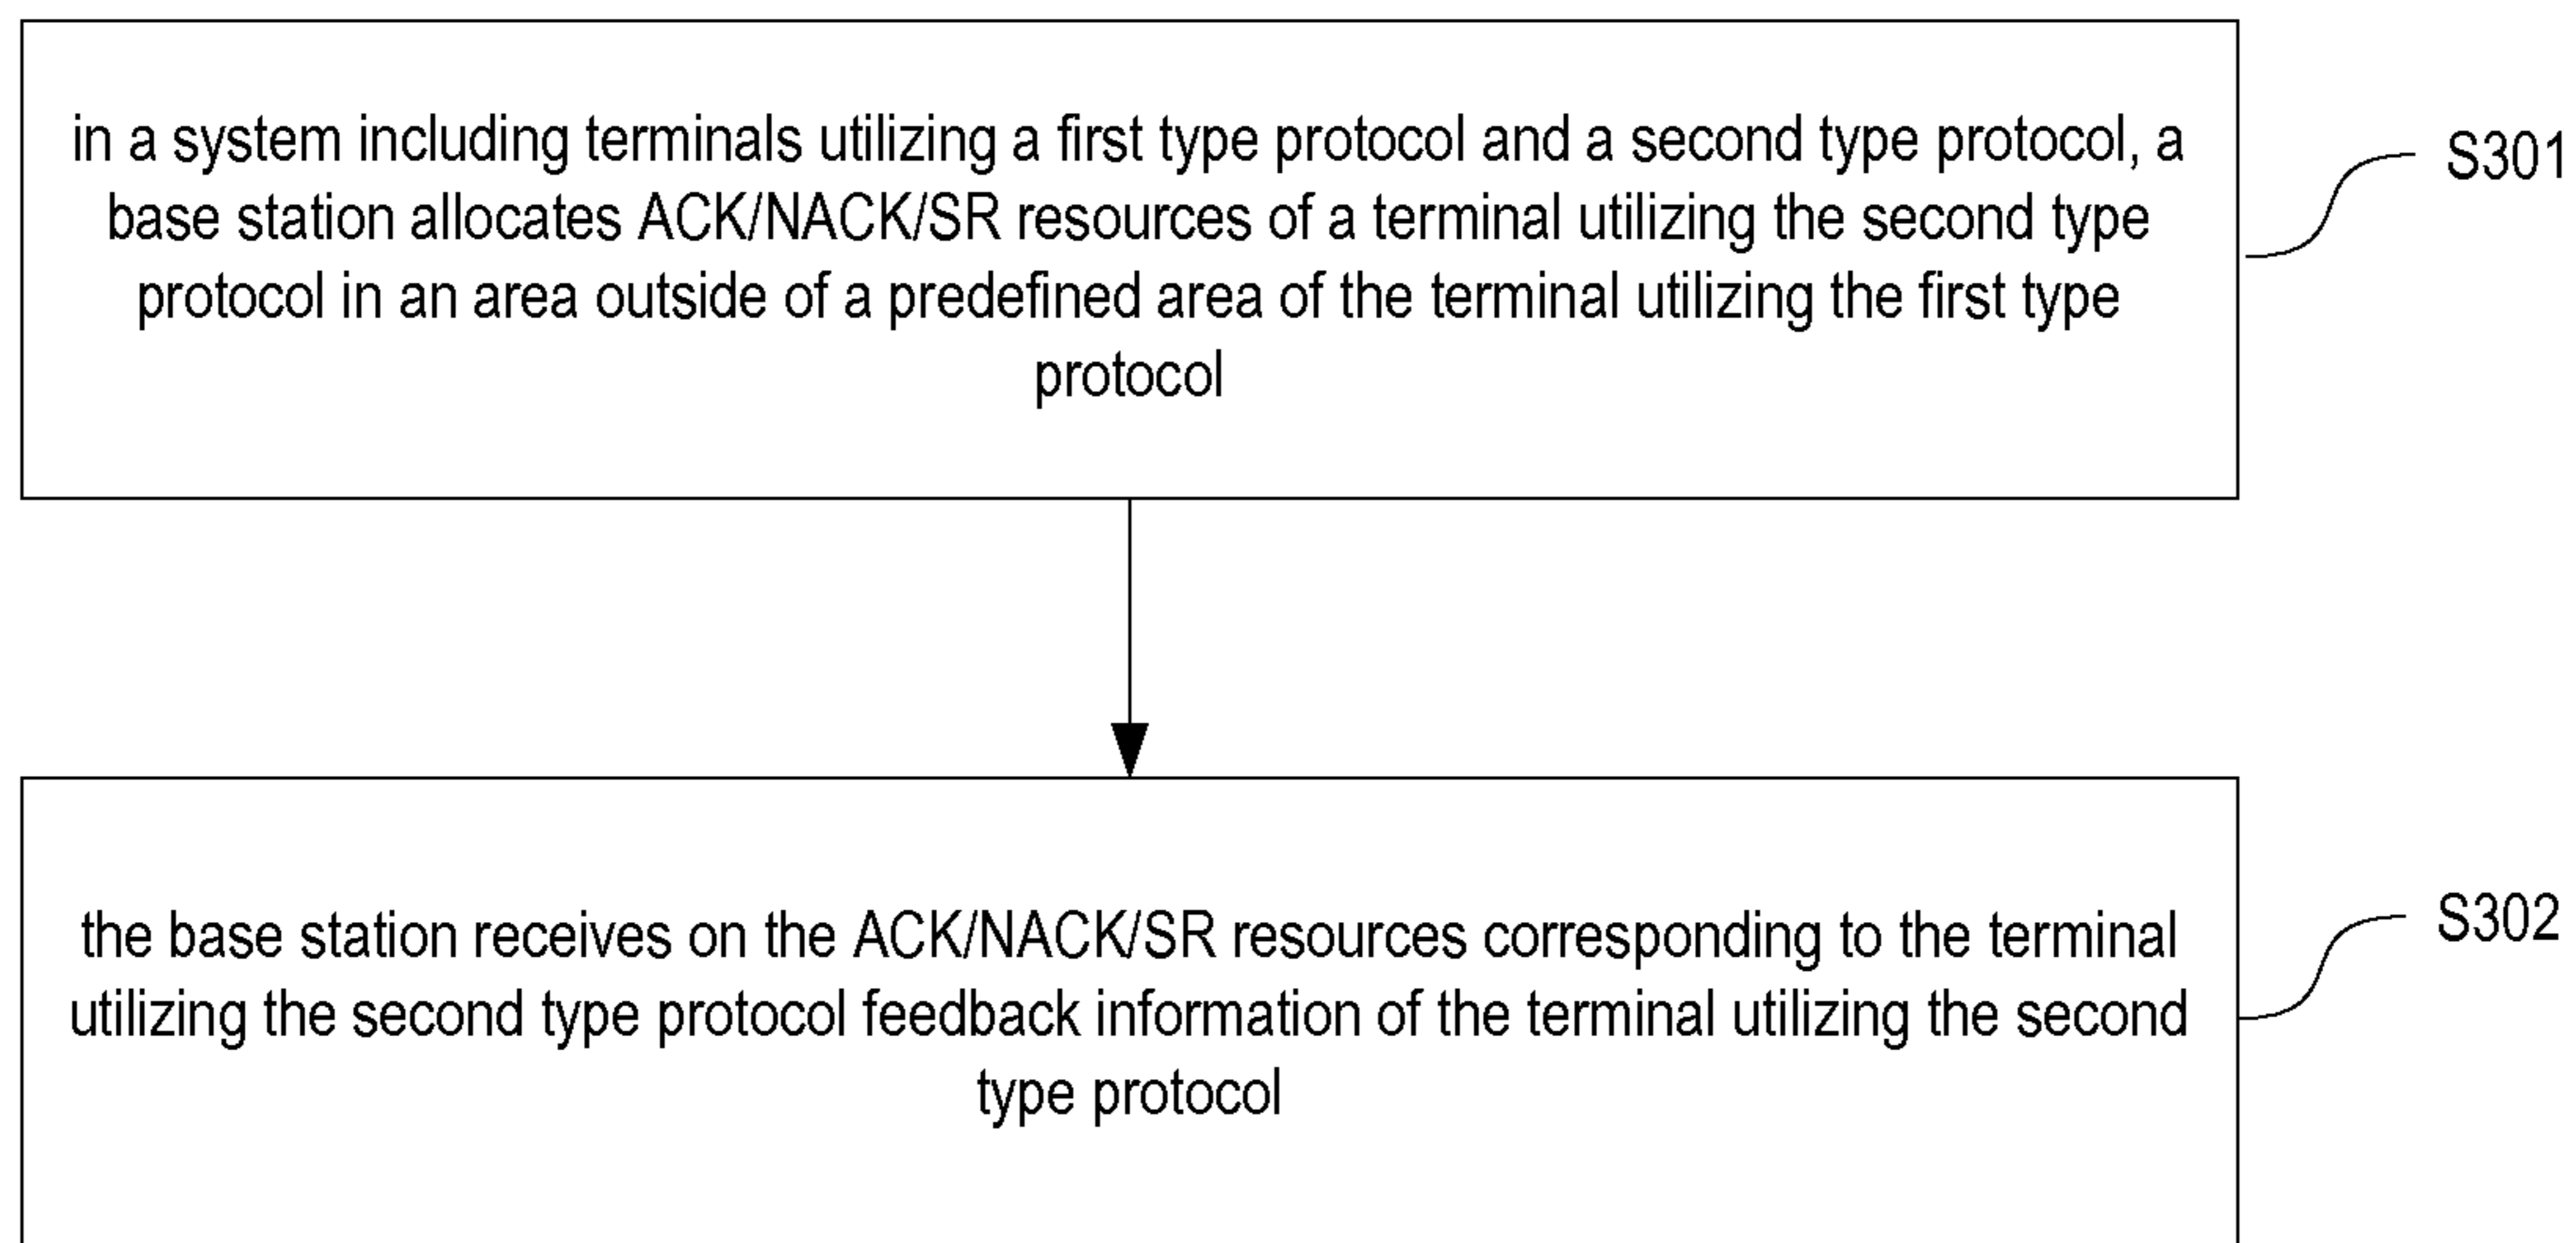 in a system including terminals utilizing a first type protocol and a second type protocol, a
base station allocates ACK/NACK/SR resources of a terminal utilizing the second type
protocol in an area outside of a predefined area of the terminal utilizing the first type
protocol
S301
the base station receives on the ACK/NACK/SR resources corresponding to the terminal
utilizing the second type protocol feedback information of the terminal utilizing the second
type protocol
S302